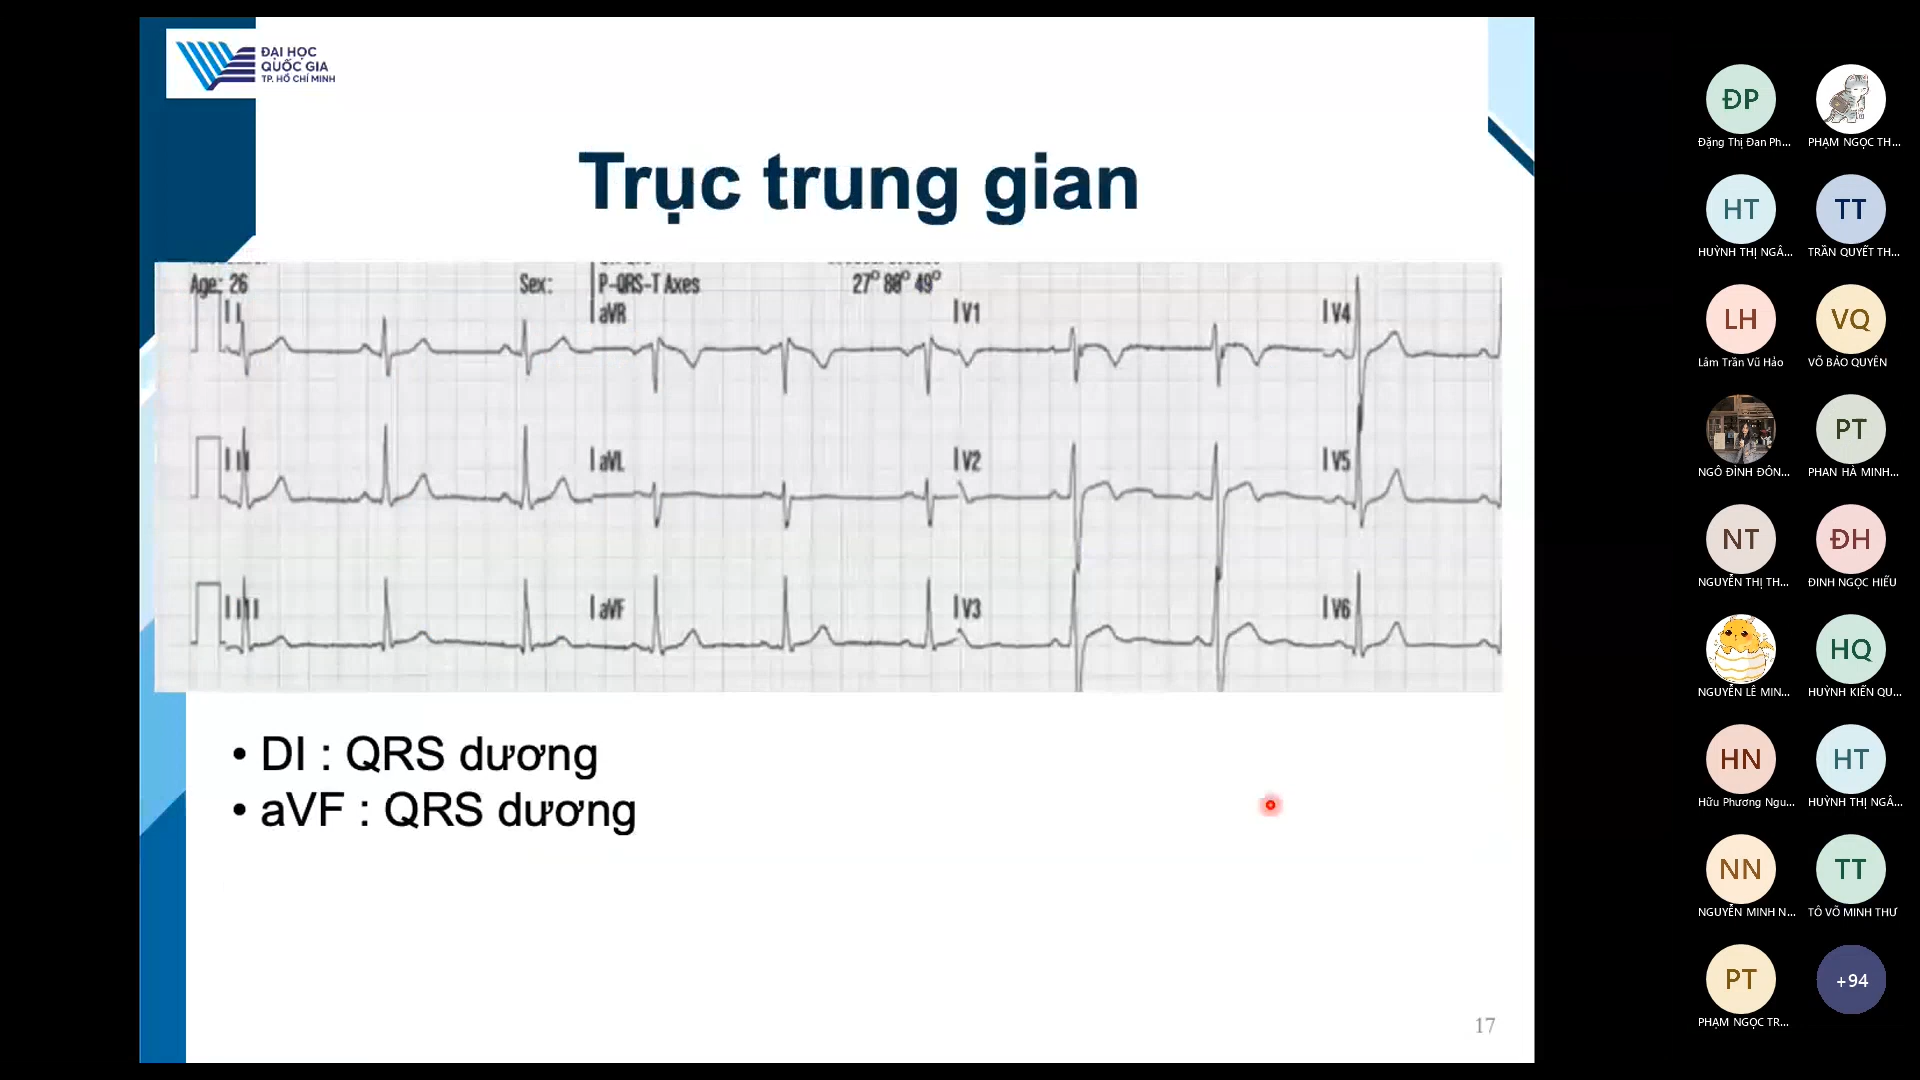 ĐẠI HỌC
QUỐC GIA
TP. HỒ CHÍ MINH
Trục trung gian
Age: 26 Sex: P-QRS-T Axes 27° 80° 49°
I aVR V1 V4
II aVL V2 V5
III aVF V3 V6
• DI : QRS dương
• aVF : QRS dương
17
ĐP
Đặng Thị Đan Ph...
PHẠM NGỌC TH...
HT TT
HUỲNH THỊ NGÂ... TRẦN QUYẾT TH...
LH VQ
Lâm Trần Vũ Hảo VÕ BẢO QUYÊN
PT
NGÔ ĐÌNH ĐÔN... PHAN HÀ MINH...
NT ĐH
NGUYỄN THỊ TH... ĐINH NGỌC HIẾU
HQ
NGUYỄN LÊ MIN... HUỲNH KIẾN QU...
HN HT
Hữu Phương Ngu... HUỲNH THỊ NGÂ...
NN TT
NGUYỄN MINH N... TÔ VÕ MINH THƯ
PT +94
PHẠM NGỌC TR...